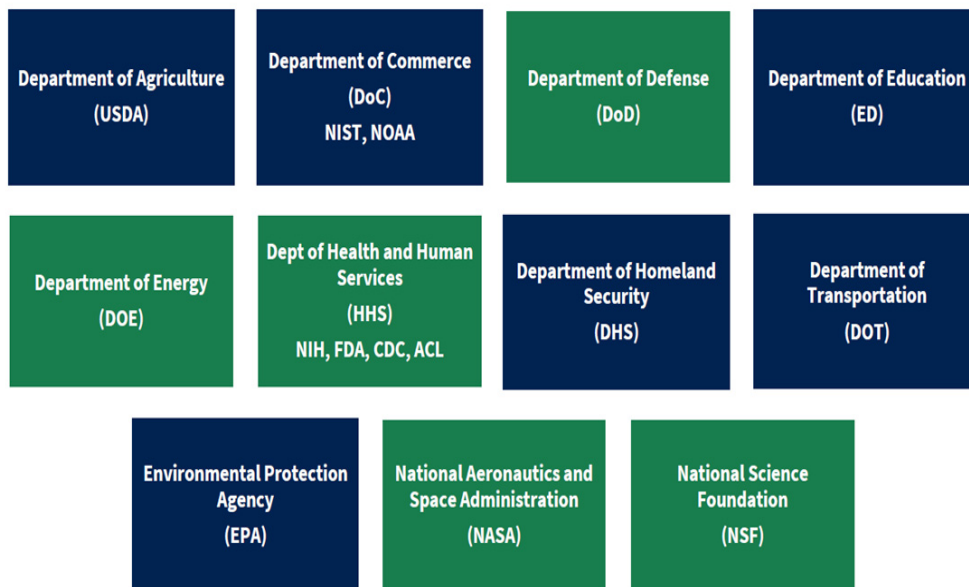 Department of Agriculture
(USDA)
Department of Commerce
(DoC)
NIST, NOAA
Department of Defense
(DoD)
Department of Education
(ED)
Department of Energy
(DOE)
Dept of Health and Human
Services
(HHS)
NIH, FDA, CDC, ACL
Department of Homeland
Security
(DHS)
Department of
Transportation
(DOT)
Environmental Protection
Agency
(EPA)
National Aeronautics and
Space Administration
(NASA)
National Science
Foundation
(NSF)